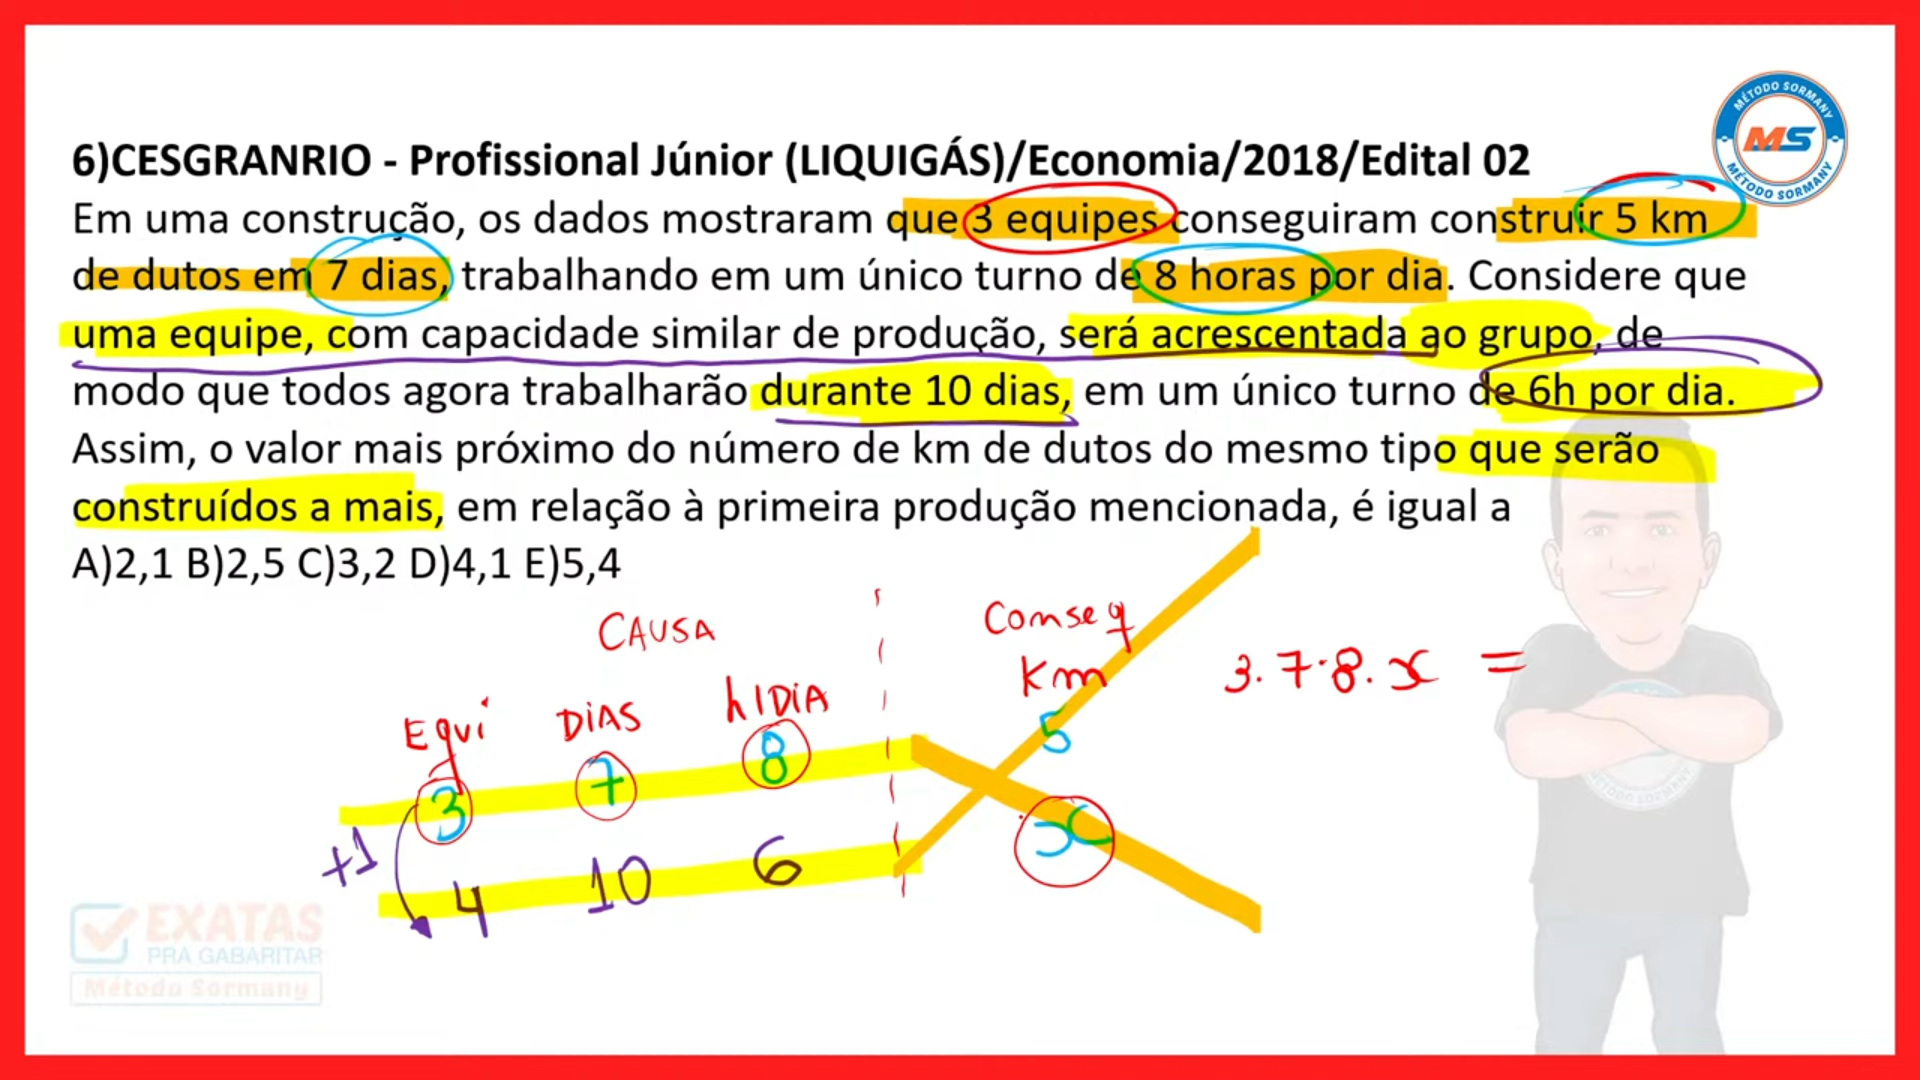 MÉTODO SORMANY
MS
MÉTODO SORMANY
6)CESGRANRIO - Profissional Júnior (LIQUIGÁS)/Economia/2018/Edital 02
Em uma construção, os dados mostraram que 3 equipes conseguiram construir 5 km
de dutos em 7 dias, trabalhando em um único turno de 8 horas por dia. Considere que
uma equipe, com capacidade similar de produção, será acrescentada ao grupo, de
modo que todos agora trabalharão durante 10 dias, em um único turno de 6h por dia.
Assim, o valor mais próximo do número de km de dutos do mesmo tipo que serão
construídos a mais, em relação à primeira produção mencionada, é igual a
A)2,1 B)2,5 C)3,2 D)4,1 E)5,4
CAUSA
Conseq
Equi DIAS h|DIA Km
3.7.8.x =
3 7 8 5
+1
4 10 6 x
EXATAS
PRA GABARITAR
Método Sormany